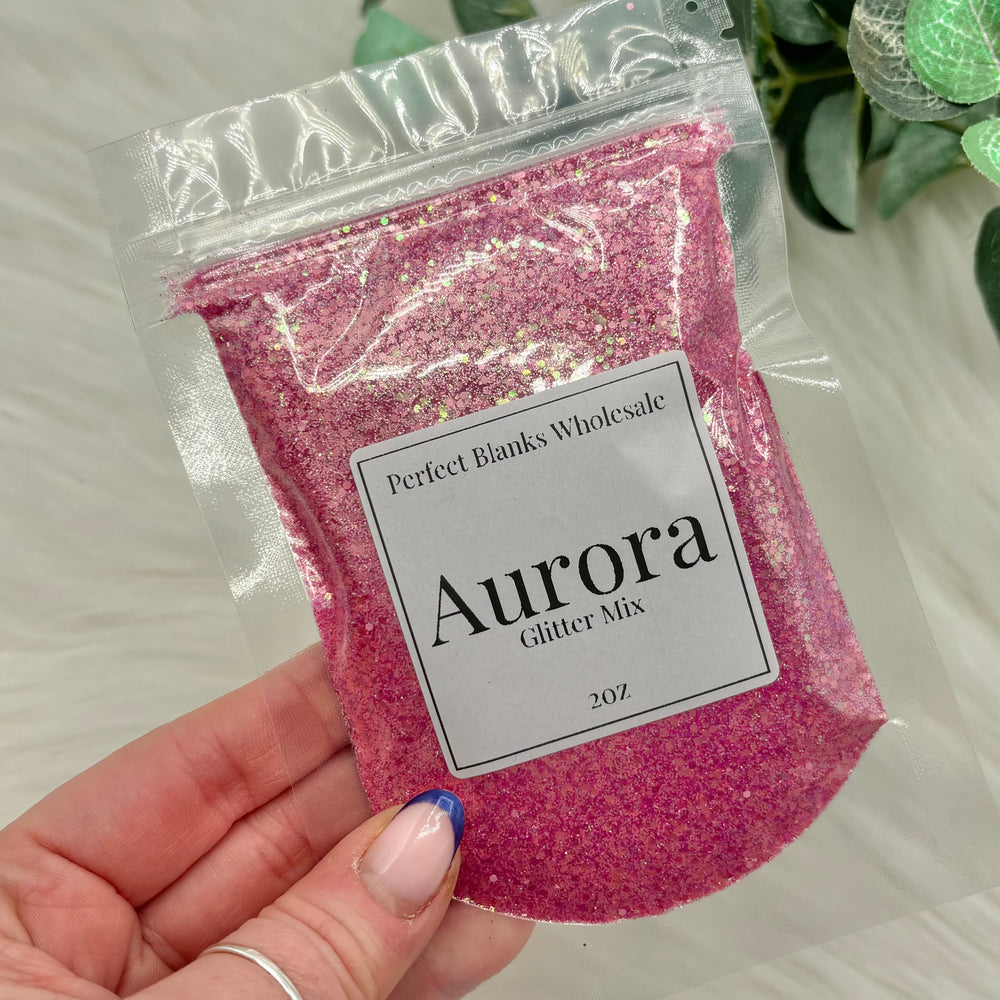 Perfect Blanks Wholesale
Aurora
Glitter Mix
2oz